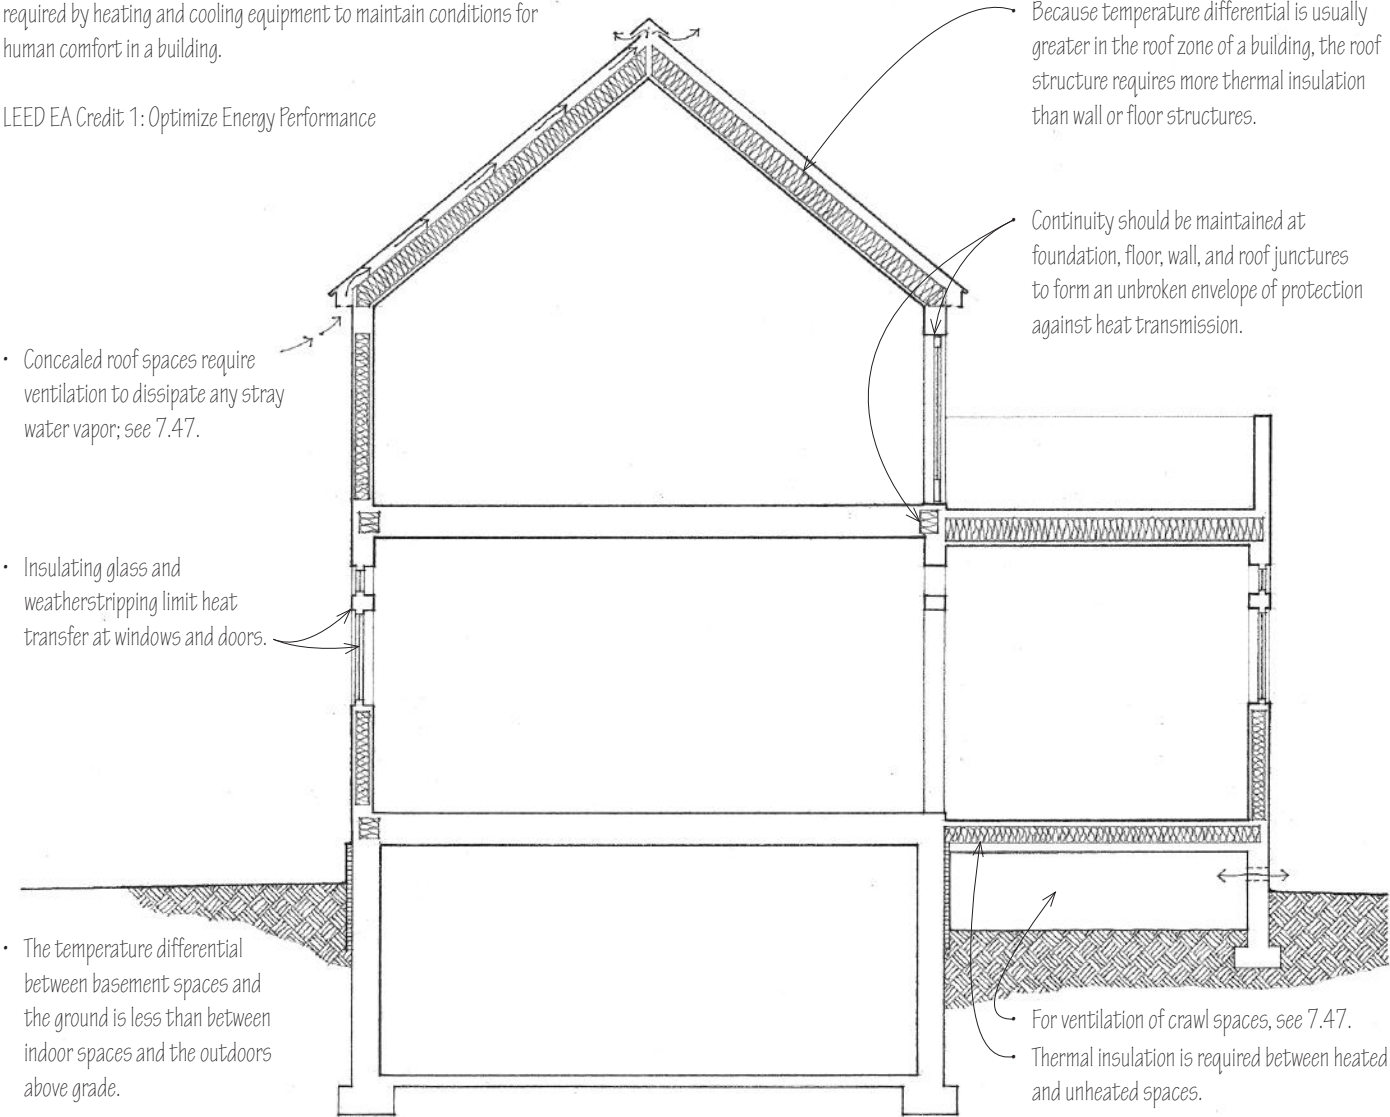 required by heating and cooling equipment to maintain conditions for
human comfort in a building.
LEED EA Credit 1: Optimize Energy Performance
• Because temperature differential is usually
greater in the roof zone of a building, the roof
structure requires more thermal insulation
than wall or floor structures.
• Continuity should be maintained at
foundation, floor, wall, and roof junctures
to form an unbroken envelope of protection
against heat transmission.
• Concealed roof spaces require
ventilation to dissipate any stray
water vapor; see 7.47.
• Insulating glass and
weatherstripping limit heat
transfer at windows and doors.
• The temperature differential
between basement spaces and
the ground is less than between
indoor spaces and the outdoors
above grade.
• For ventilation of crawl spaces, see 7.47.
• Thermal insulation is required between heated
and unheated spaces.